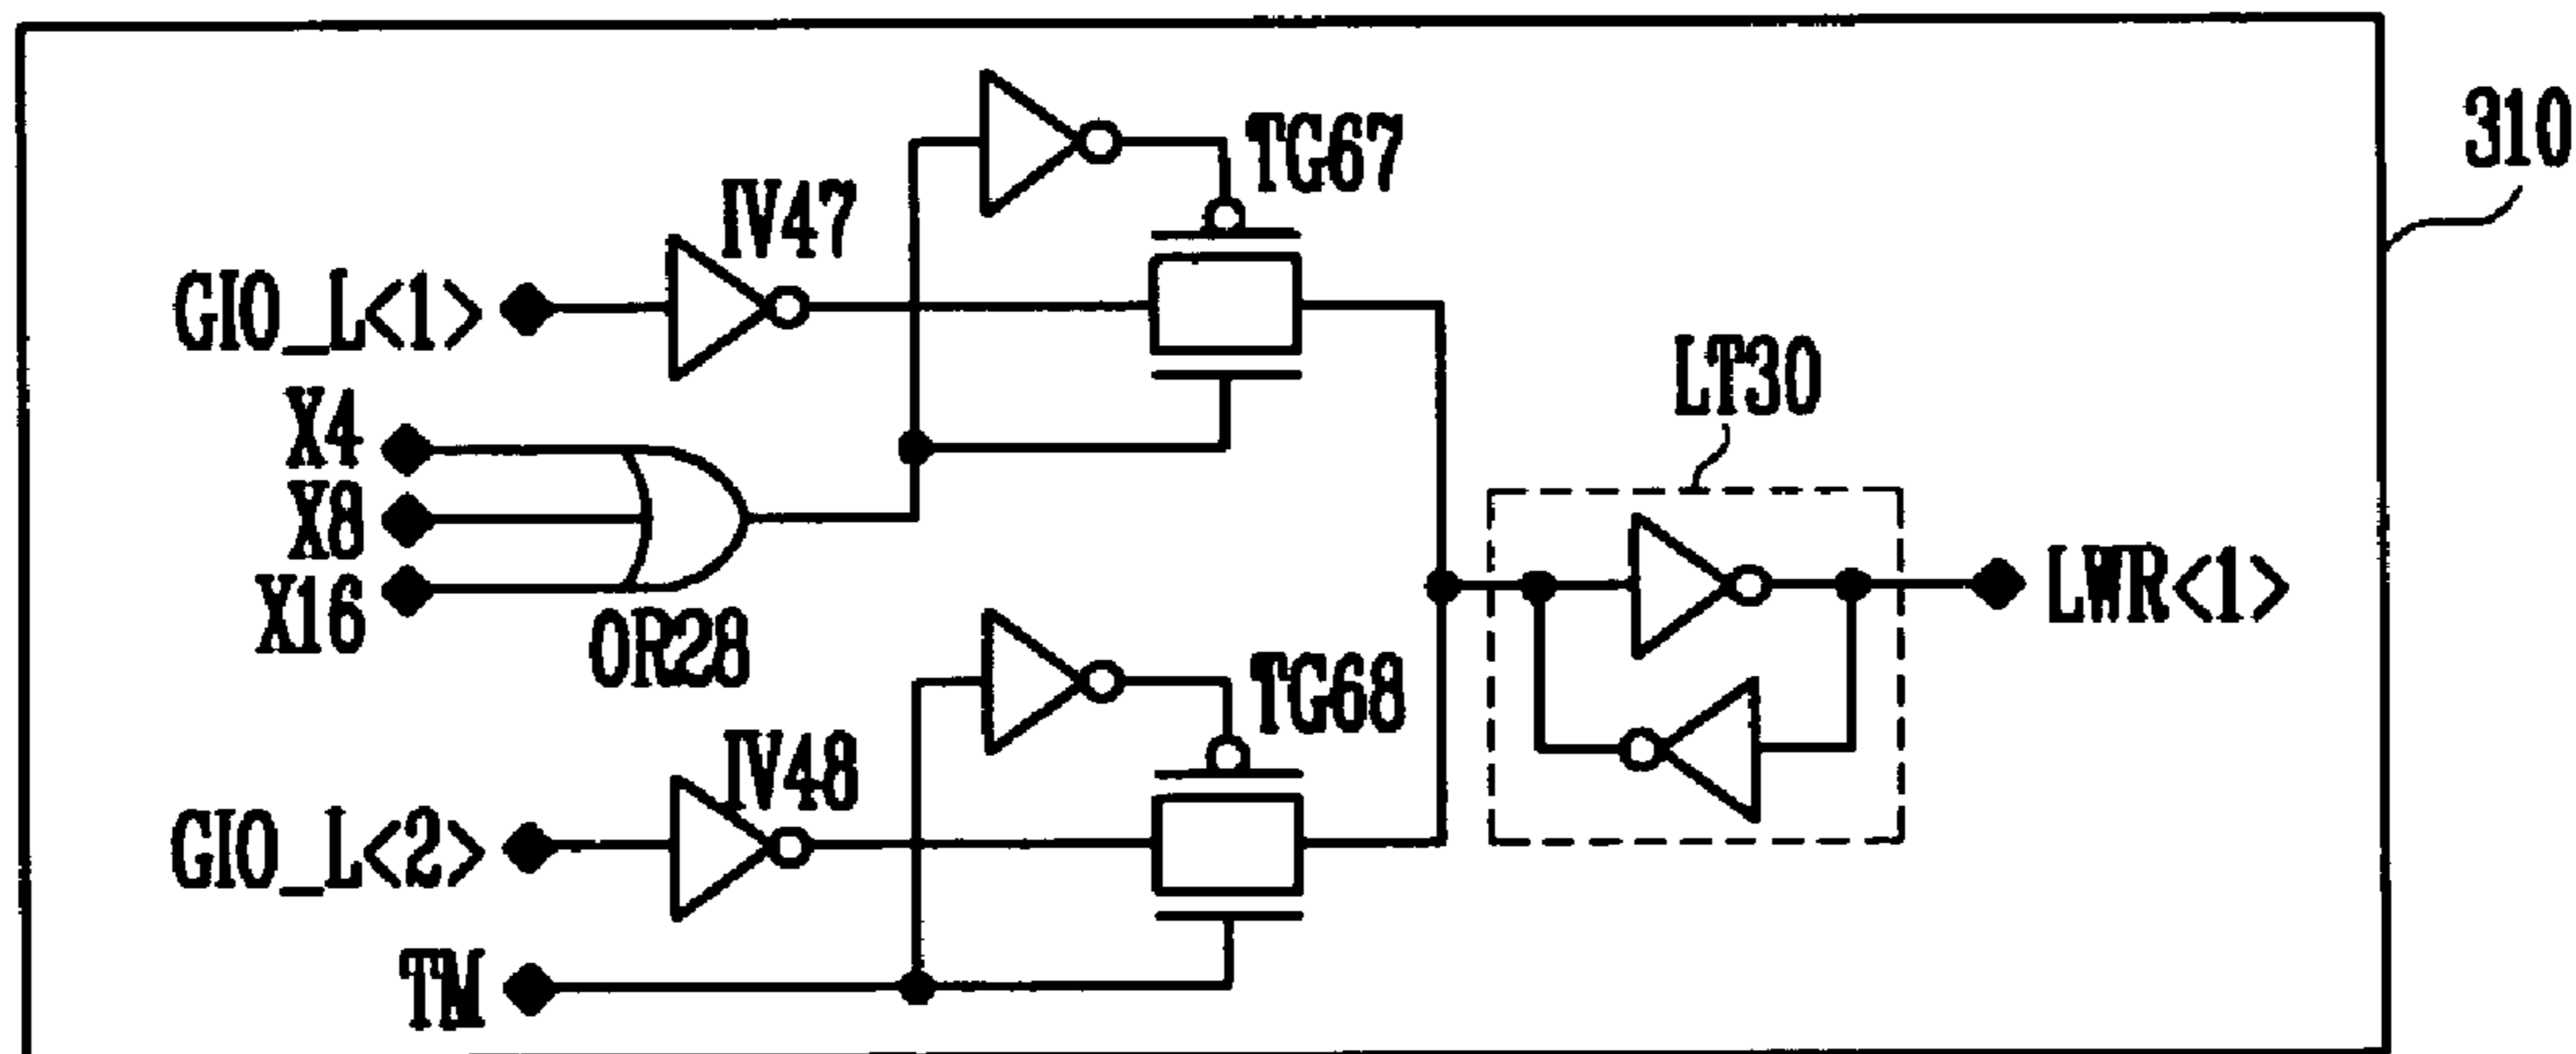 310
TG67
IV47
GIO_L<1>
X4
LT30
X8
X16
LWR<1>
OR28
TG68
IV48
GIO_L<2>
TM